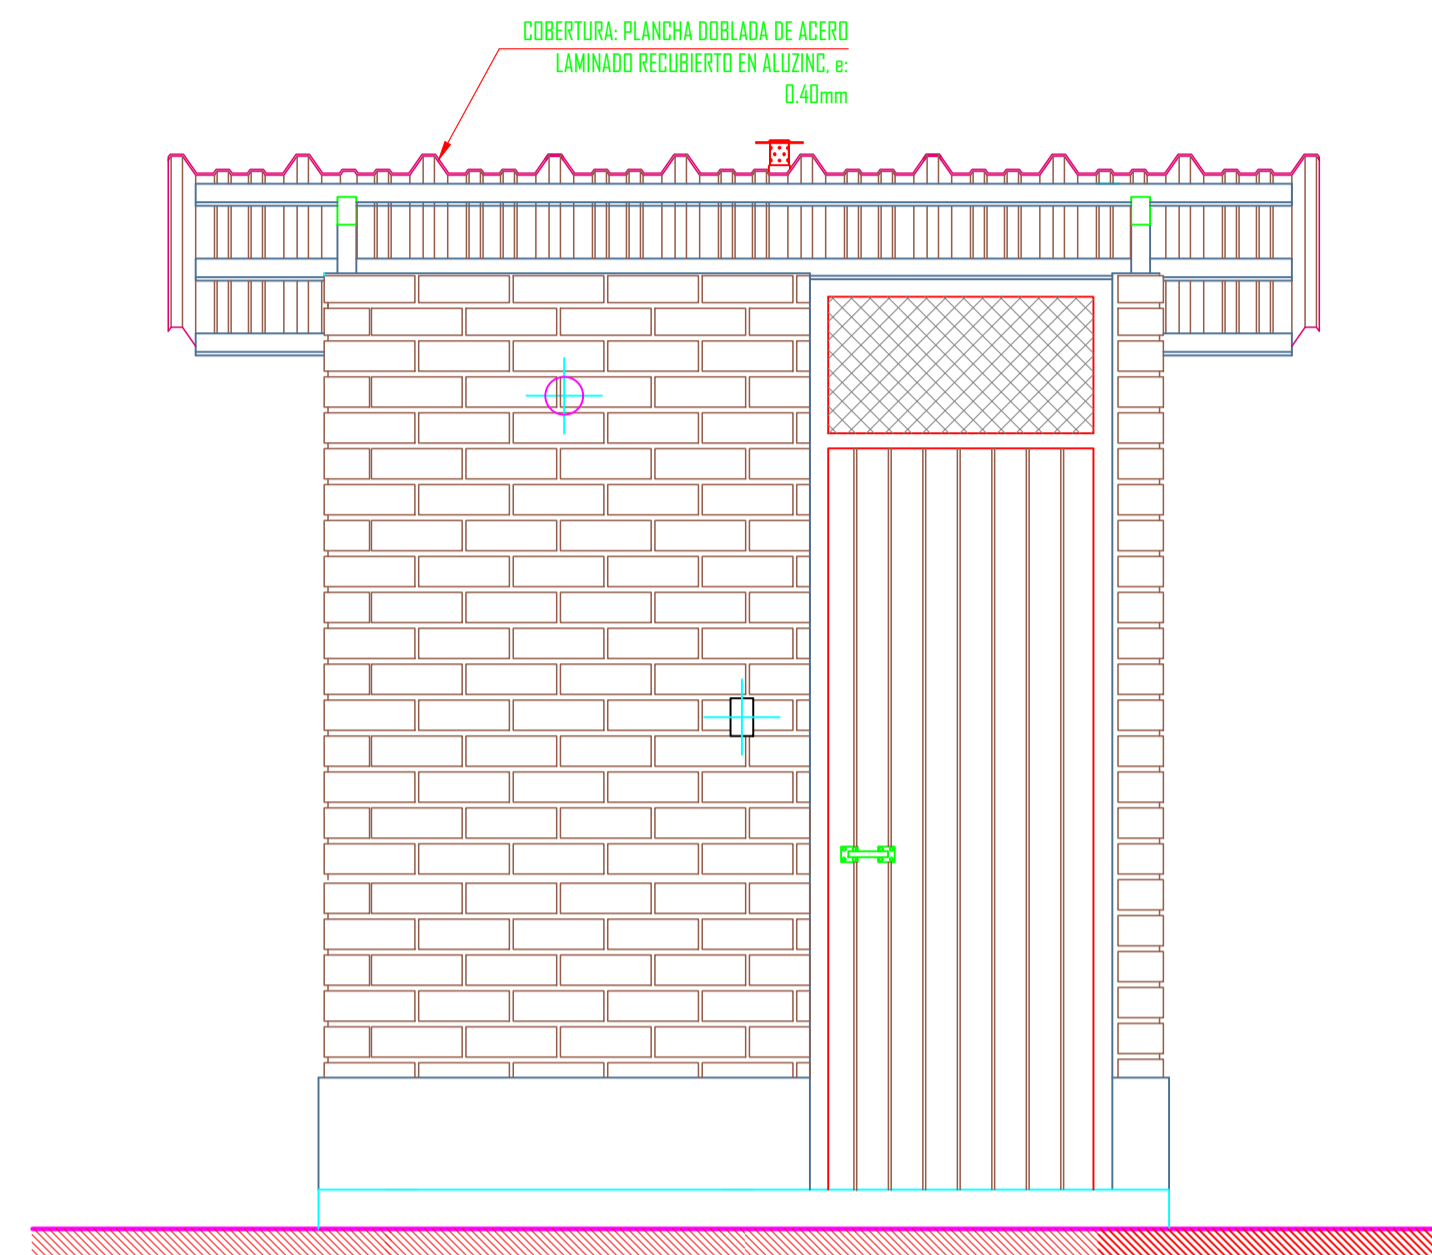 COBERTURA: PLANCHA DOBLADA DE ACERO
LAMINADO RECUBIERTO EN ALUZINC, e:
0.40mm